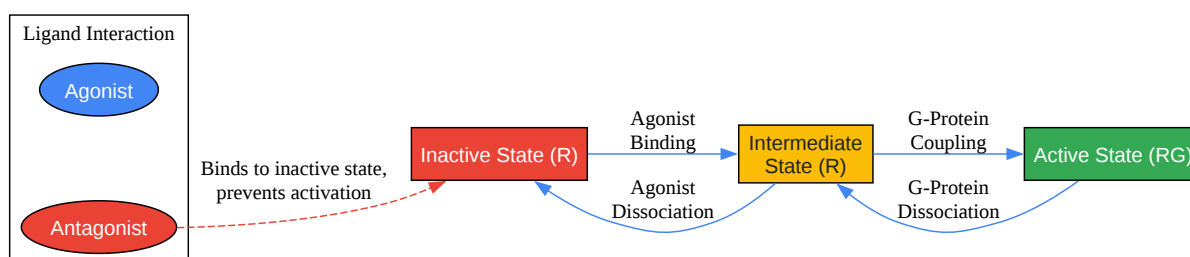 Ligand Interaction
Agonist
Antagonist
Binds to inactive state,
prevents activation
Inactive State (R)
Agonist
Binding
Agonist
Dissociation
Intermediate
State (R)
G-Protein
Coupling
G-Protein
Dissociation
Active State (RG)